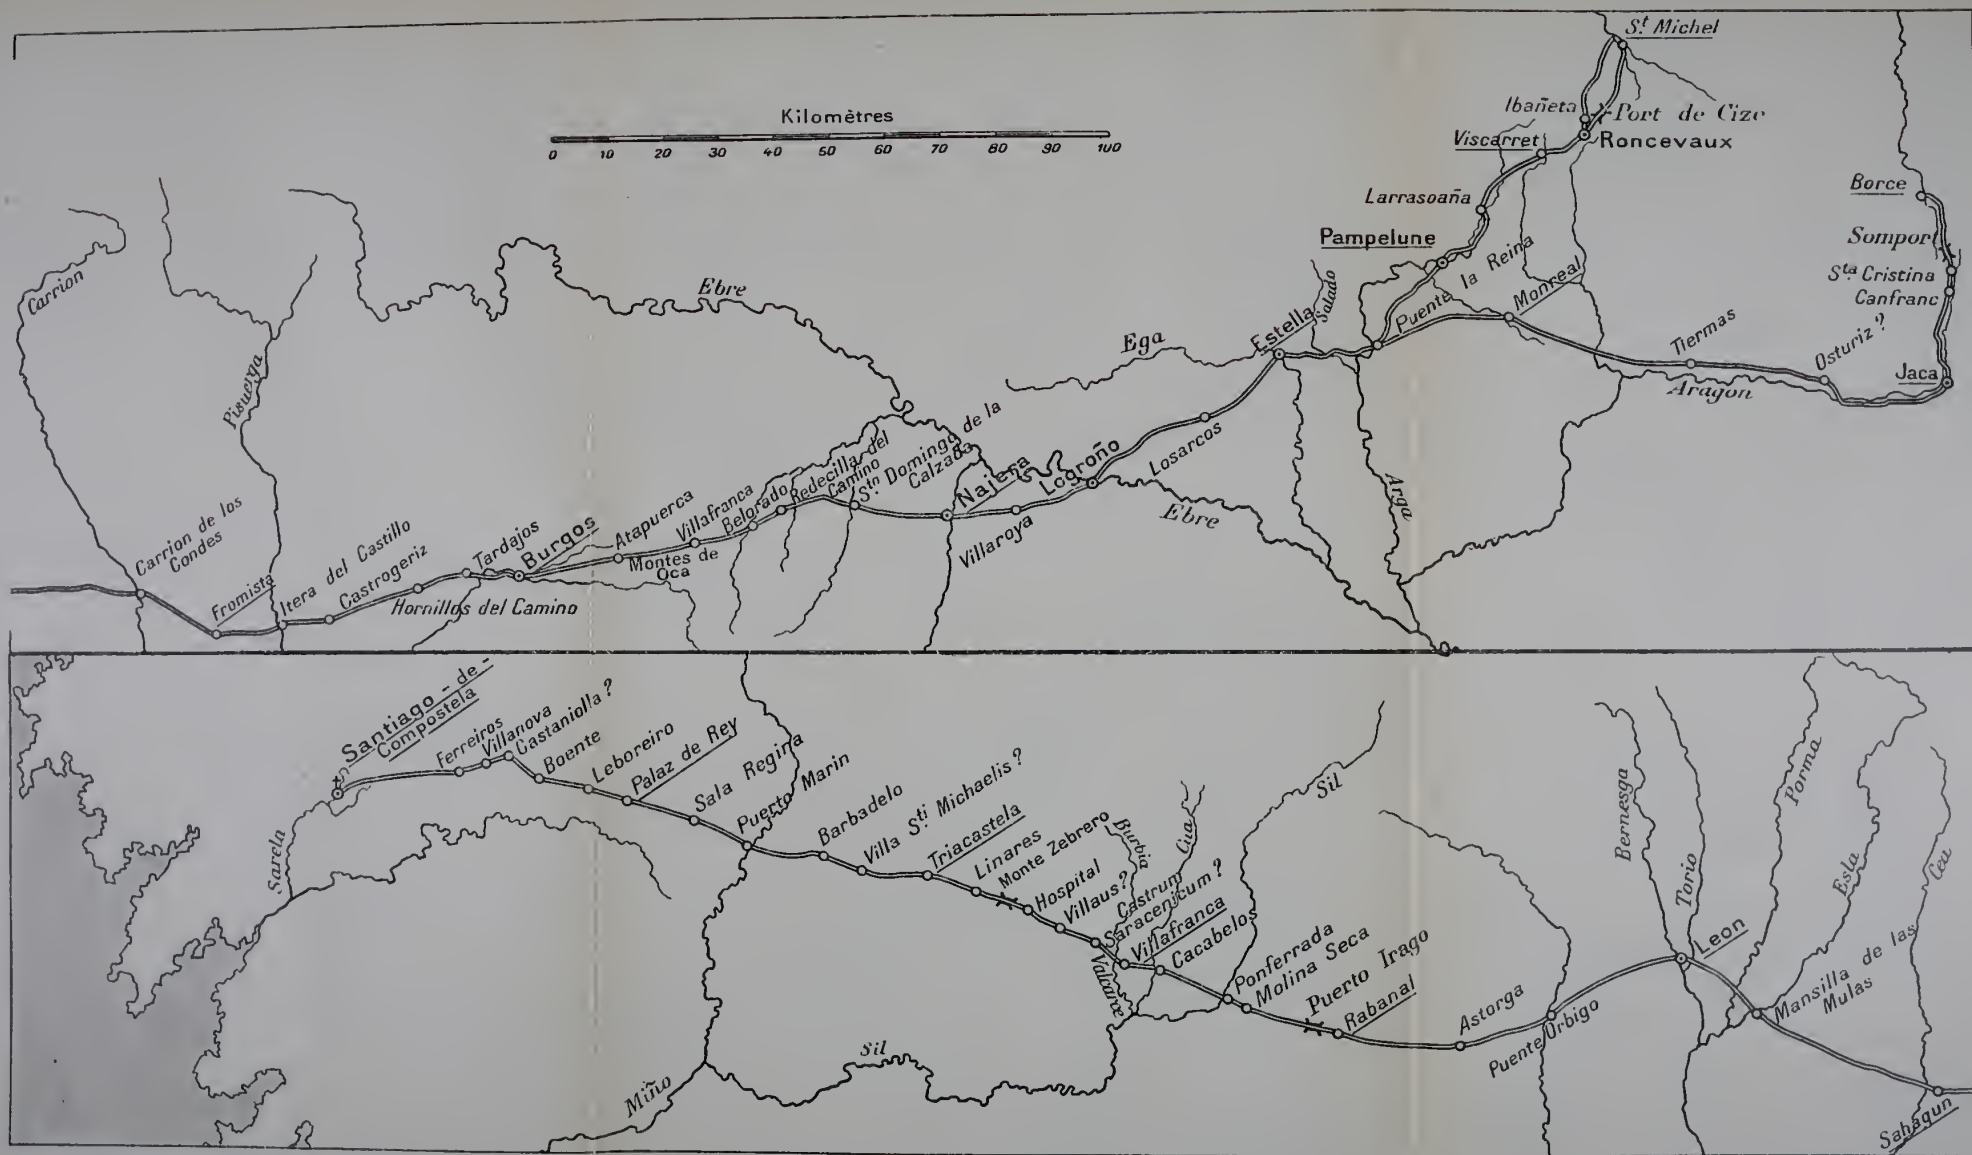 Kilomètres
0 10 20 30 40 50 60 70 80 90 100
S.t Michel
Ibañeta
Port de Cize
Roncevaux
Viscarret
Larrasoaña
Pampelune
Puente la Reina
Monreal
Borce
Somport
S.ta Cristina
Canfranc
Jaca
Osturiz ?
Tiermas
Aragon
Salado
Estella
Ega
Arga
Losarcos
Logroño
Ebre
Villaroya
Najera
S.tn Domingo de la
Calzada
Redecilla del
Camino
Belorado
Villafranca
Montes de
Oca
Atapuerca
Burgos
Tardajos
Hornillos del Camino
Castrogeriz
Itera del Castillo
Fromista
Carrion de los
Condes
Carrion
Pisuerga
Ebre
Santiago - de -
Compostela
Ferreiros
Villanova
Castaniolla ?
Boente
Leboreiro
Palaz de Rey
Sala Regina
Puerto Marin
Barbadelo
Villa S.ti Michaelis ?
Triacastela
Linares
Monte Zebrero
Hospital
Villaus ?
Castrum
Saracenicum ?
Villafranca
Cacabelos
Ponferrada
Molina Seca
Puerto Irago
Rabanal
Astorga
Puente Orbigo
Leon
Mansilla de las
Mulas
Sahagun
Sarela
Miño
Sil
Valcarce
Burbia
Cua
Sil
Bernesga
Torio
Porma
Esla
Cea